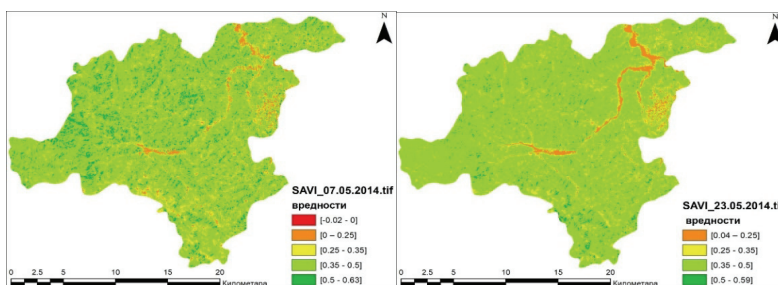 N
SAVI_07.05.2014.tif
вредности
[-0.02 - 0]
[0 – 0.25]
[0.25 - 0.35]
[0.35 - 0.5]
[0.5 - 0.63]
0 2.5 5 10 15 20
Километара
N
SAVI_23.05.2014.ti
вредности
[0.04 – 0.25]
[0.25 - 0.35]
[0.35 - 0.5]
[0.5 - 0.59]
0 2.5 5 10 15 20
Километара